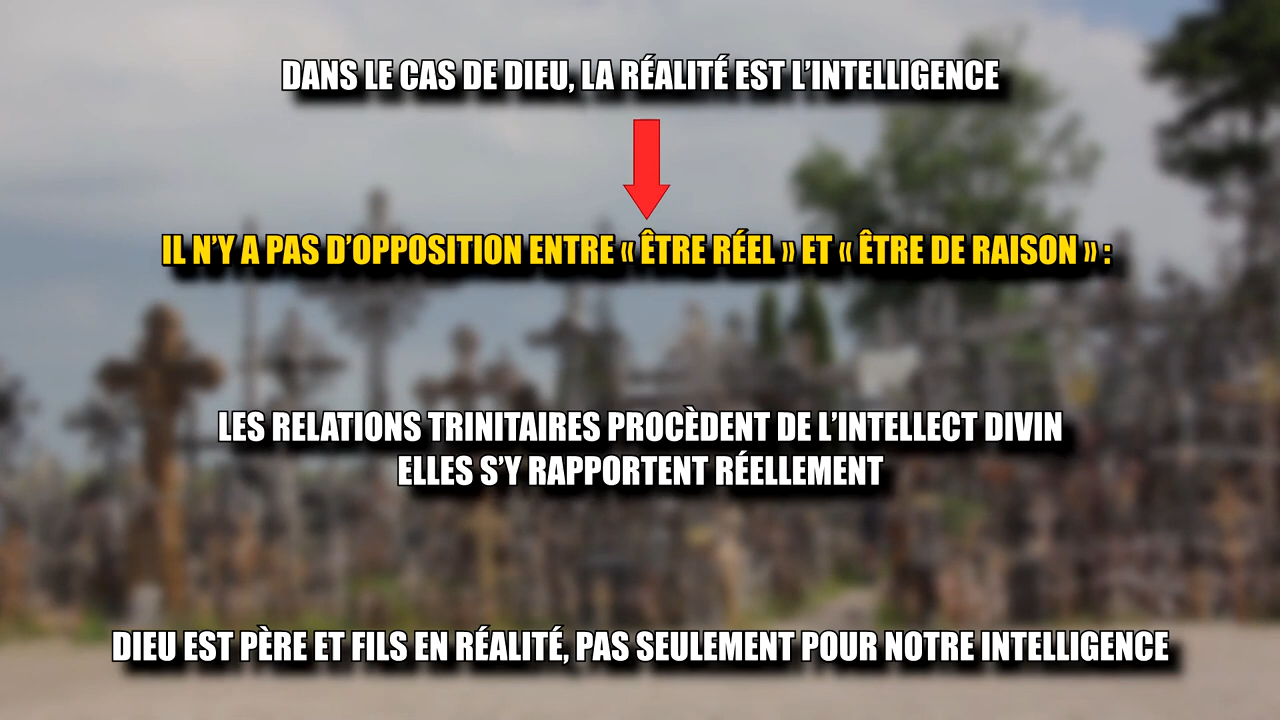 DANS LE CAS DE DIEU, LA RÉALITÉ EST L’INTELLIGENCE
IL N’Y A PAS D’OPPOSITION ENTRE « ÊTRE RÉEL » ET « ÊTRE DE RAISON » :
LES RELATIONS TRINITAIRES PROCÈDENT DE L’INTELLECT DIVIN
ELLES S’Y RAPPORTENT RÉELLEMENT
DIEU EST PÈRE ET FILS EN RÉALITÉ, PAS SEULEMENT POUR NOTRE INTELLIGENCE